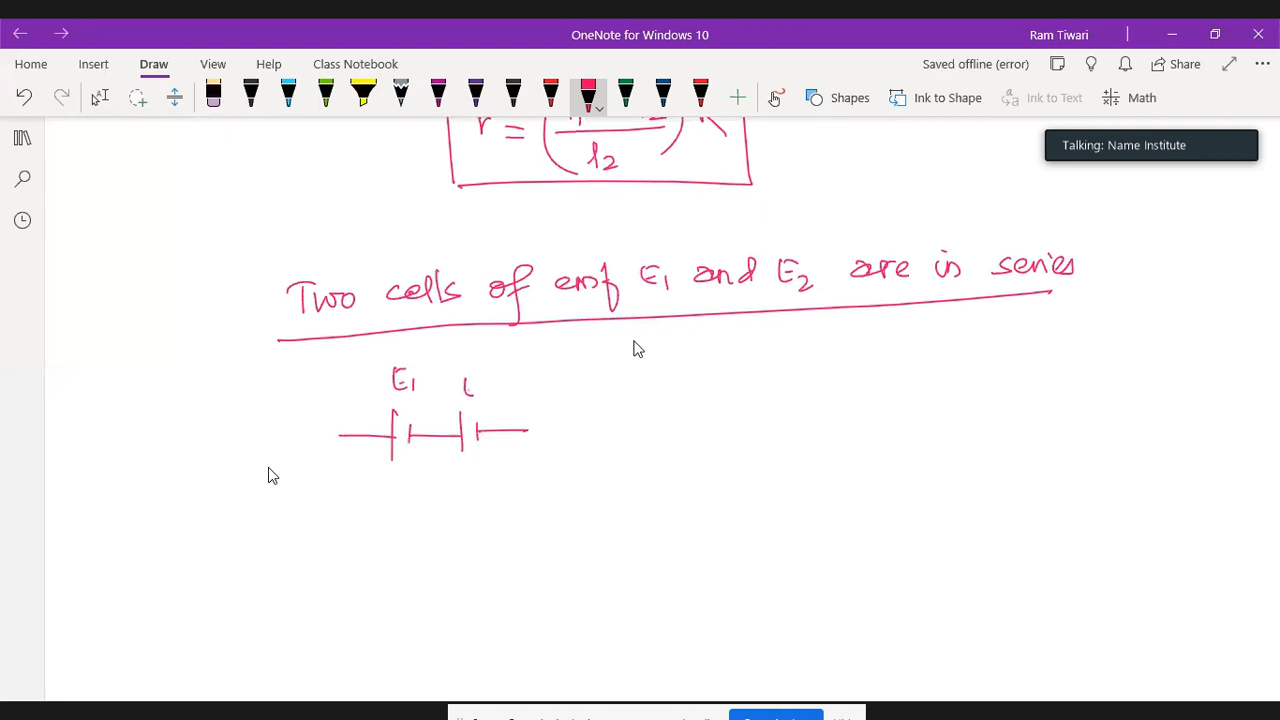 OneNote for Windows 10
Ram Tiwari
Home Insert Draw View Help Class Notebook
Saved offline (error) Share
Shapes Ink to Shape Ink to Text Math
Talking: Name Institute
r =
l2
Two cells of emf E1 and E2 are in series
E1